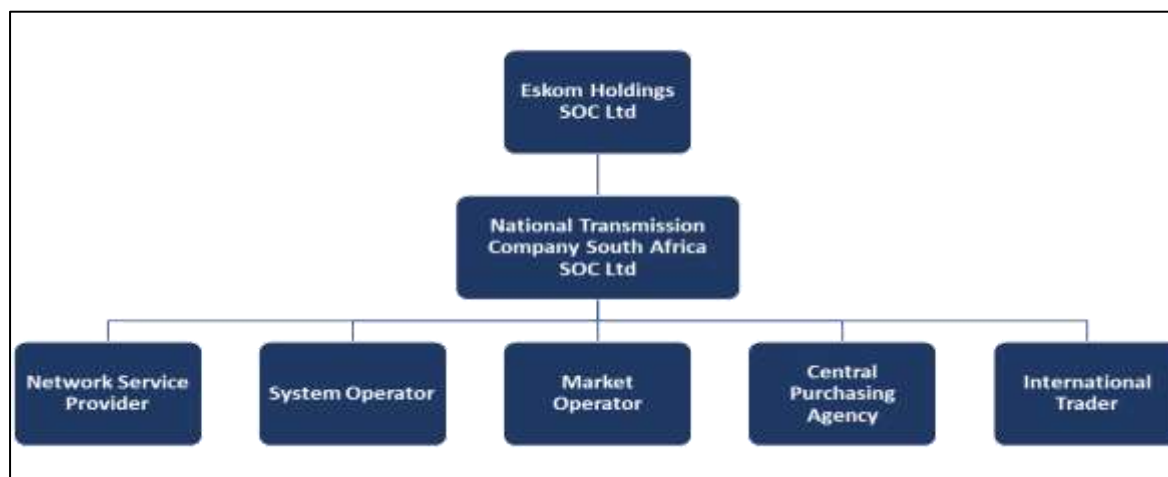 Eskom Holdings
SOC Ltd
National Transmission
Company South Africa
SOC Ltd
Network Service
Provider
System Operator
Market
Operator
Central
Purchasing
Agency
International
Trader